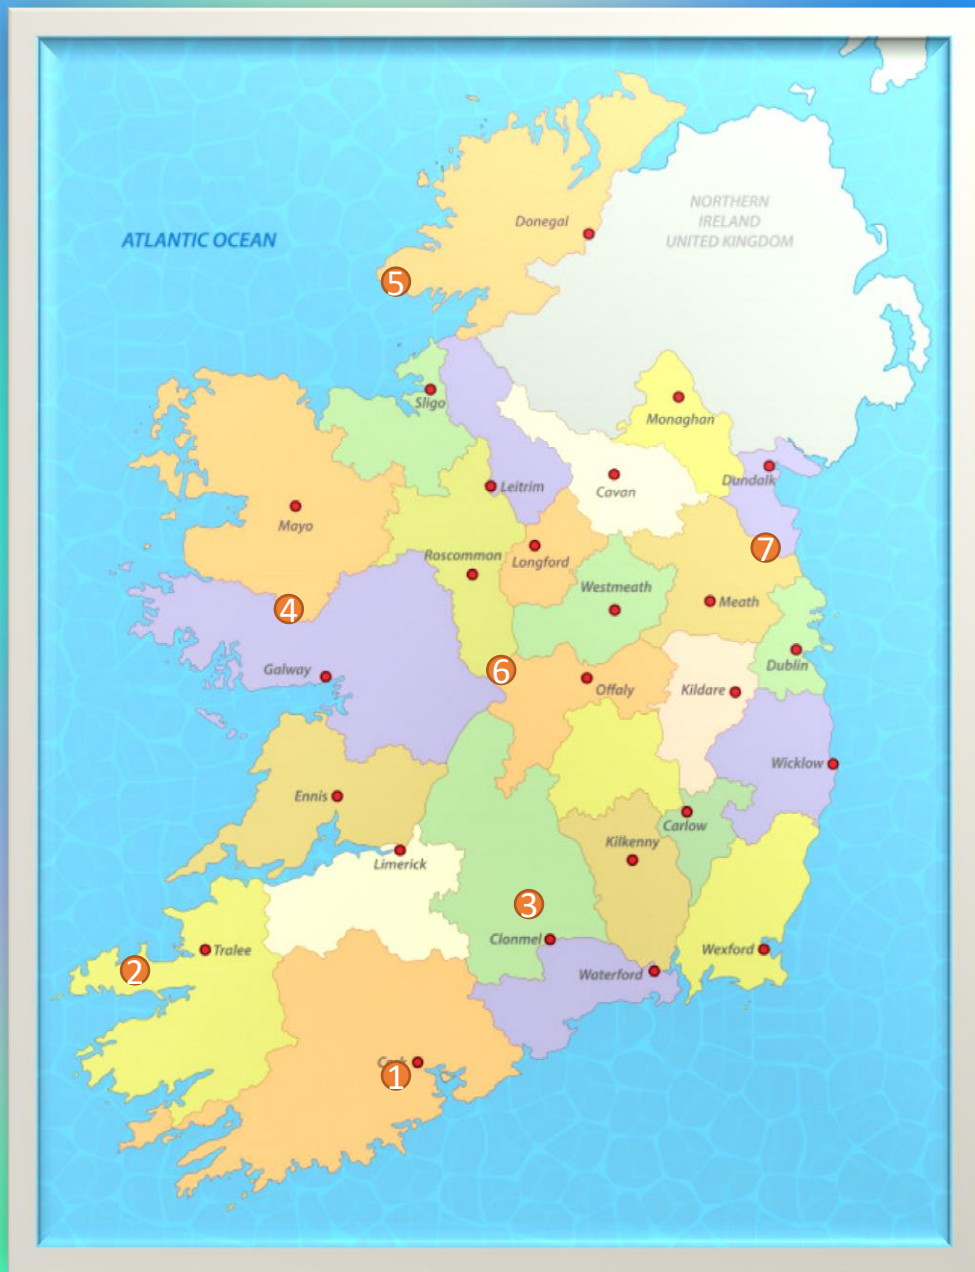 Donegal
NORTHERN
IRELAND
UNITED KINGDOM
ATLANTIC OCEAN
5
Sligo
Monaghan
Dundalk
Leitrim
Cavan
Mayo
7
Roscommon
Longford
Westmeath
4
Meath
Galway
6
Offaly
Kildare
Dublin
Wicklow
Ennis
Carlow
Kilkenny
Limerick
3
Clonmel
Tralee
2
Waterford
Wexford
Cork
1